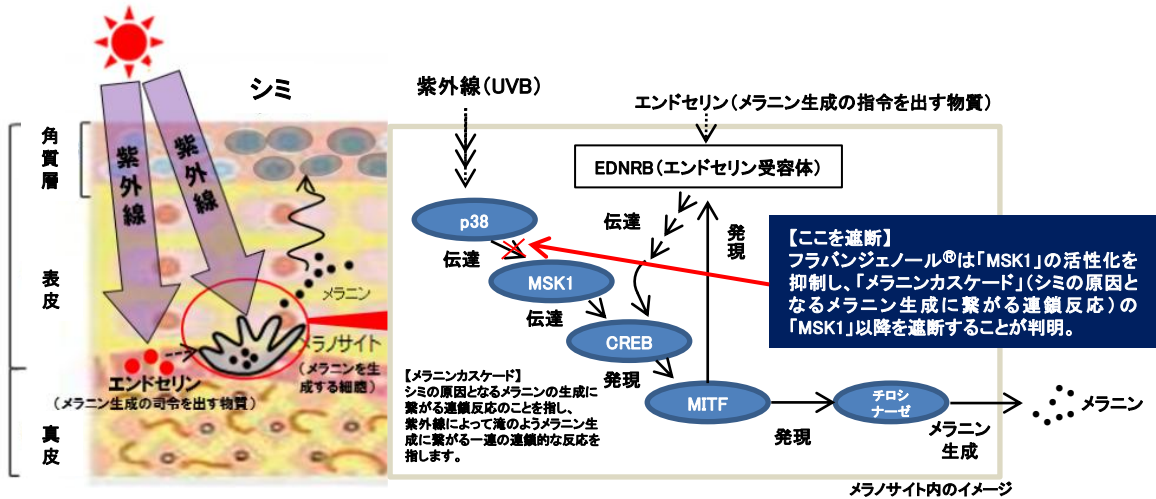 シミ
角質層
表皮
真皮
紫外線
紫外線
メラニン
メラノサイト
(メラニンを生
成する細胞)
エンドセリン
(メラニン生成の司令を出す物質)
紫外線(UVB)
エンドセリン(メラニン生成の指令を出す物質)
EDNRB(エンドセリン受容体)
p38
伝達
伝達
発現
MSK1
伝達
CREB
発現
MITF
発現
チロシ
ナーゼ
メラニン
生成
メラニン
【ここを遮断】
フラバンジェノール®は「MSK1」の活性化を
抑制し、「メラニンカスケード」(シミの原因と
なるメラニン生成に繋がる連鎖反応)の
「MSK1」以降を遮断することが判明。
【メラニンカスケード】
シミの原因となるメラニンの生成に
繋がる連鎖反応のことを指し、
紫外線によって滝のようメラニン生
成に繋がる一連の連鎖的な反応を
指します。
メラノサイト内のイメージ